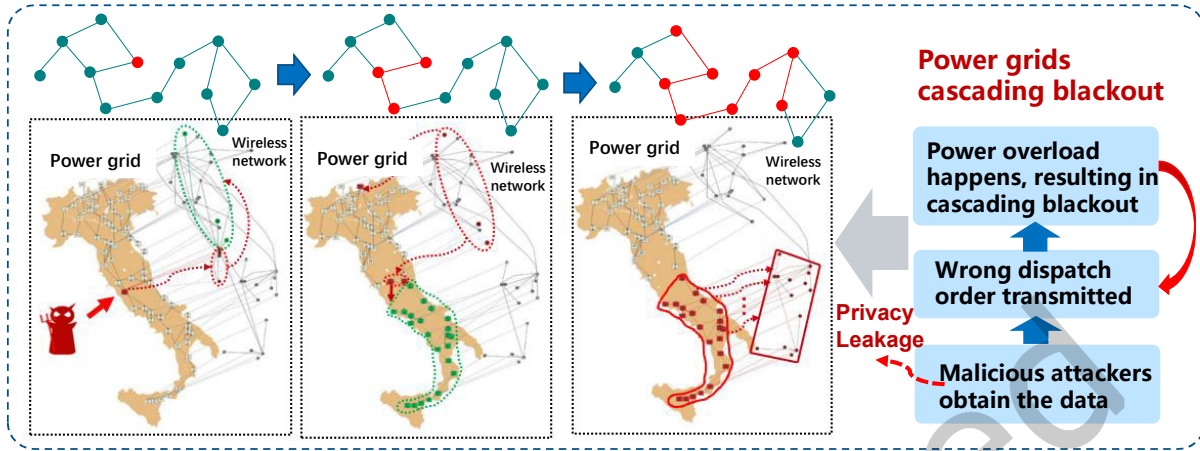 Power grid
Wireless
network
Power grid
Wireless
network
Power grid
Wireless
network
Power grids
cascading blackout
Power overload
happens, resulting in
cascading blackout
Wrong dispatch
order transmitted
Privacy
Leakage
Malicious attackers
obtain the data